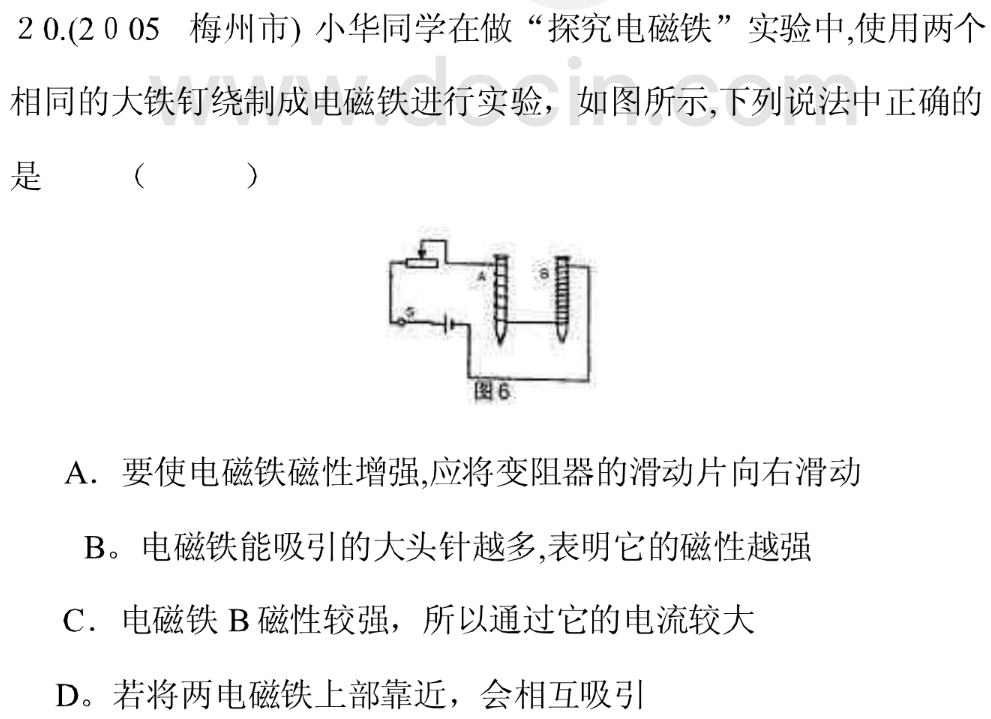 20.(2005 梅州市) 小华同学在做“探究电磁铁”实验中,使用两个
相同的大铁钉绕制成电磁铁进行实验，如图所示,下列说法中正确的
是 （ ）
A B
S
图6
A．要使电磁铁磁性增强,应将变阻器的滑动片向右滑动
B。电磁铁能吸引的大头针越多,表明它的磁性越强
C．电磁铁 B 磁性较强，所以通过它的电流较大
D。若将两电磁铁上部靠近，会相互吸引
www.docin.com